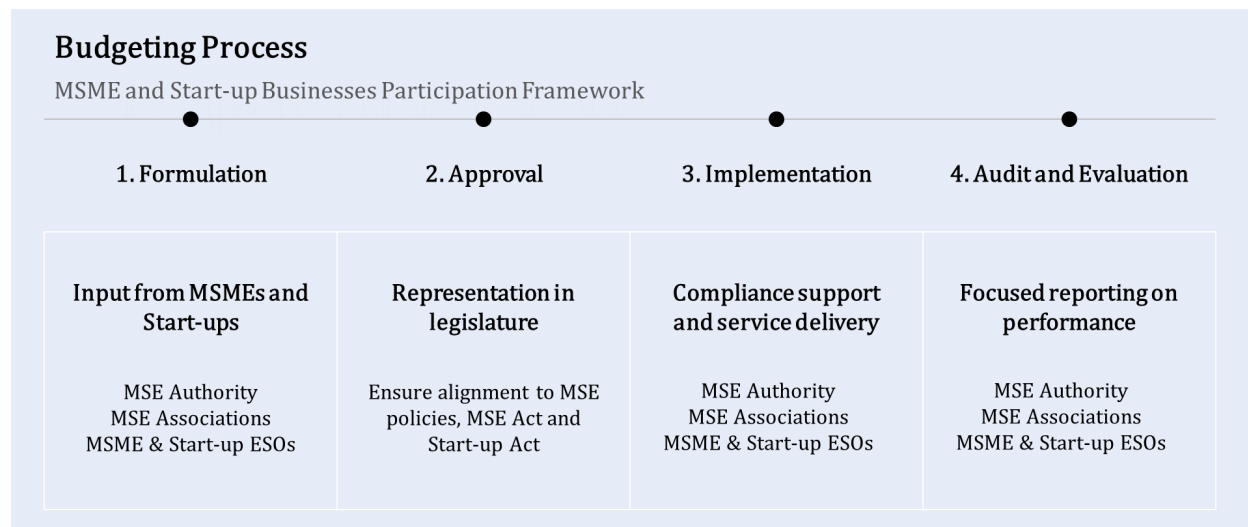 Budgeting Process
MSME and Start-up Businesses Participation Framework
1. Formulation
2. Approval
3. Implementation
4. Audit and Evaluation
Input from MSMEs and
Start-ups
MSE Authority
MSE Associations
MSME & Start-up ESOs
Representation in
legislature
Ensure alignment to MSE
policies, MSE Act and
Start-up Act
Compliance support
and service delivery
MSE Authority
MSE Associations
MSME & Start-up ESOs
Focused reporting on
performance
MSE Authority
MSE Associations
MSME & Start-up ESOs